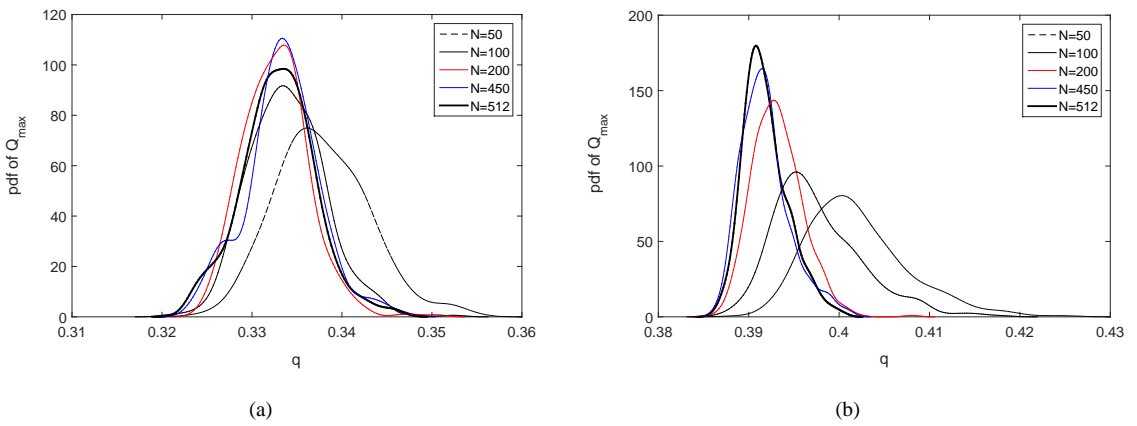 120
100
80
60
40
20
0
pdf of Q_max
0.31 0.32 0.33 0.34 0.35 0.36
q
N=50
N=100
N=200
N=450
N=512
(a)
200
150
100
50
0
pdf of Q_max
0.38 0.39 0.4 0.41 0.42 0.43
q
N=50
N=100
N=200
N=450
N=512
(b)